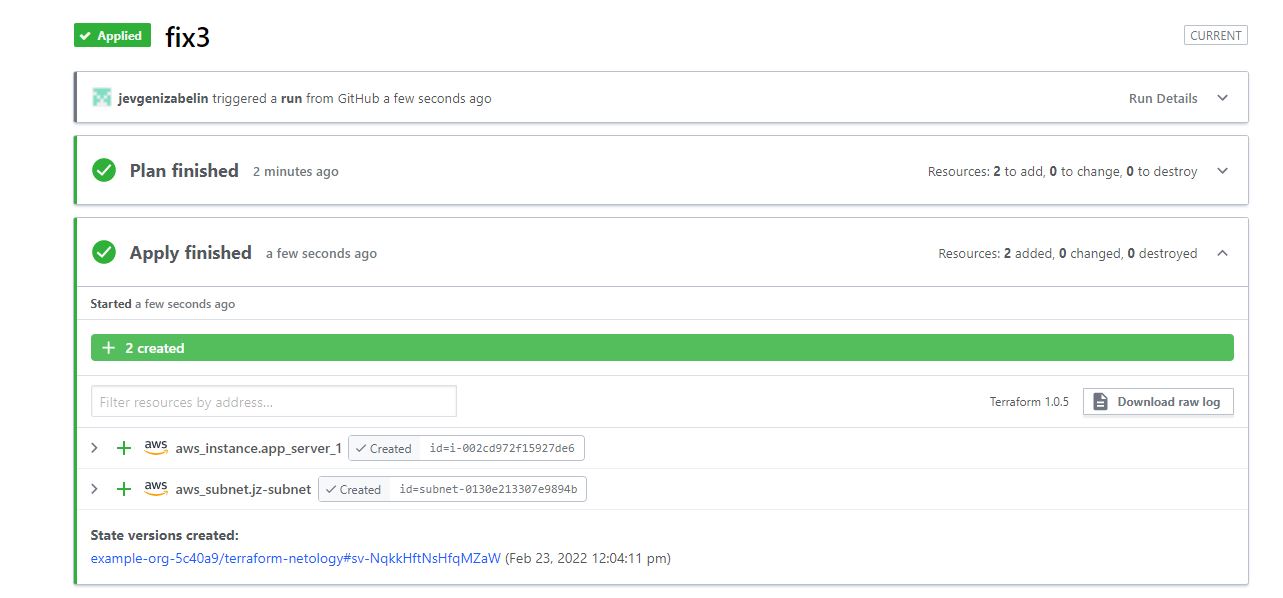 Applied fix3 CURRENT
jevgenizabelin triggered a run from GitHub a few seconds ago Run Details
Plan finished 2 minutes ago Resources: 2 to add, 0 to change, 0 to destroy
Apply finished a few seconds ago Resources: 2 added, 0 changed, 0 destroyed
Started a few seconds ago
+ 2 created
Filter resources by address... Terraform 1.0.5 Download raw log
+ aws aws_instance.app_server_1 Created id=i-002cd972f15927de6
+ aws aws_subnet.jz-subnet Created id=subnet-0130e213307e9894b
State versions created:
example-org-5c40a9/terraform-netology#sv-NqkkHftNsHfqMZaW (Feb 23, 2022 12:04:11 pm)